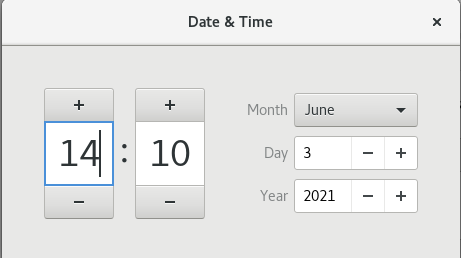 Date & Time ×
+ +
14 : 10
− −
Month June
Day 3 − +
Year 2021 − +